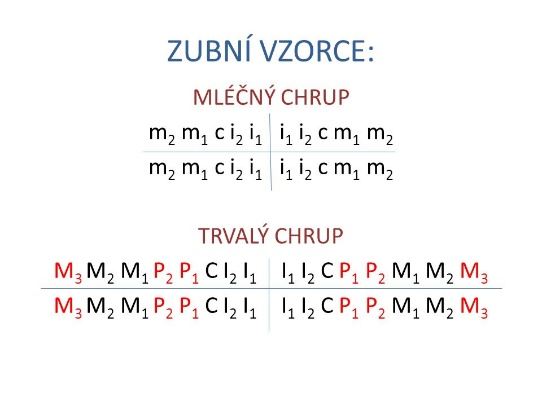 ZUBNÍ VZORCE:
MLÉČNÝ CHRUP
m₂ m₁ c i₂ i₁ i₁ i₂ c m₁ m₂
m₂ m₁ c i₂ i₁ i₁ i₂ c m₁ m₂
TRVALÝ CHRUP
M₃ M₂ M₁ P₂ P₁ C I₂ I₁ I₁ I₂ C P₁ P₂ M₁ M₂ M₃
M₃ M₂ M₁ P₂ P₁ C I₂ I₁ I₁ I₂ C P₁ P₂ M₁ M₂ M₃